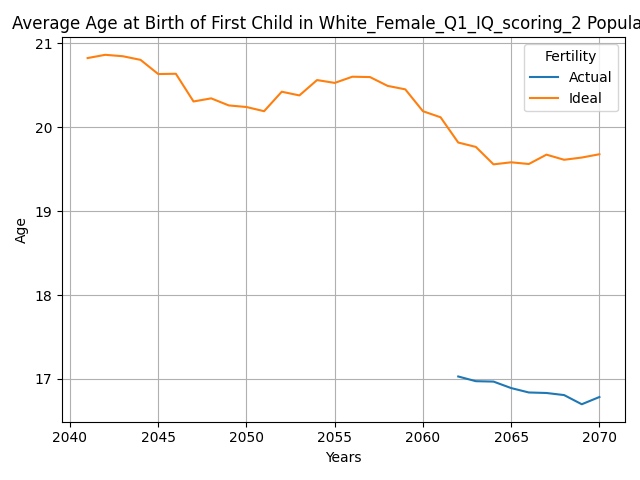 Average Age at Birth of First Child in White_Female_Q1_IQ_scoring_2 Popula
21
20
19
18
17
Age
Fertility
Actual
Ideal
2040 2045 2050 2055 2060 2065 2070
Years